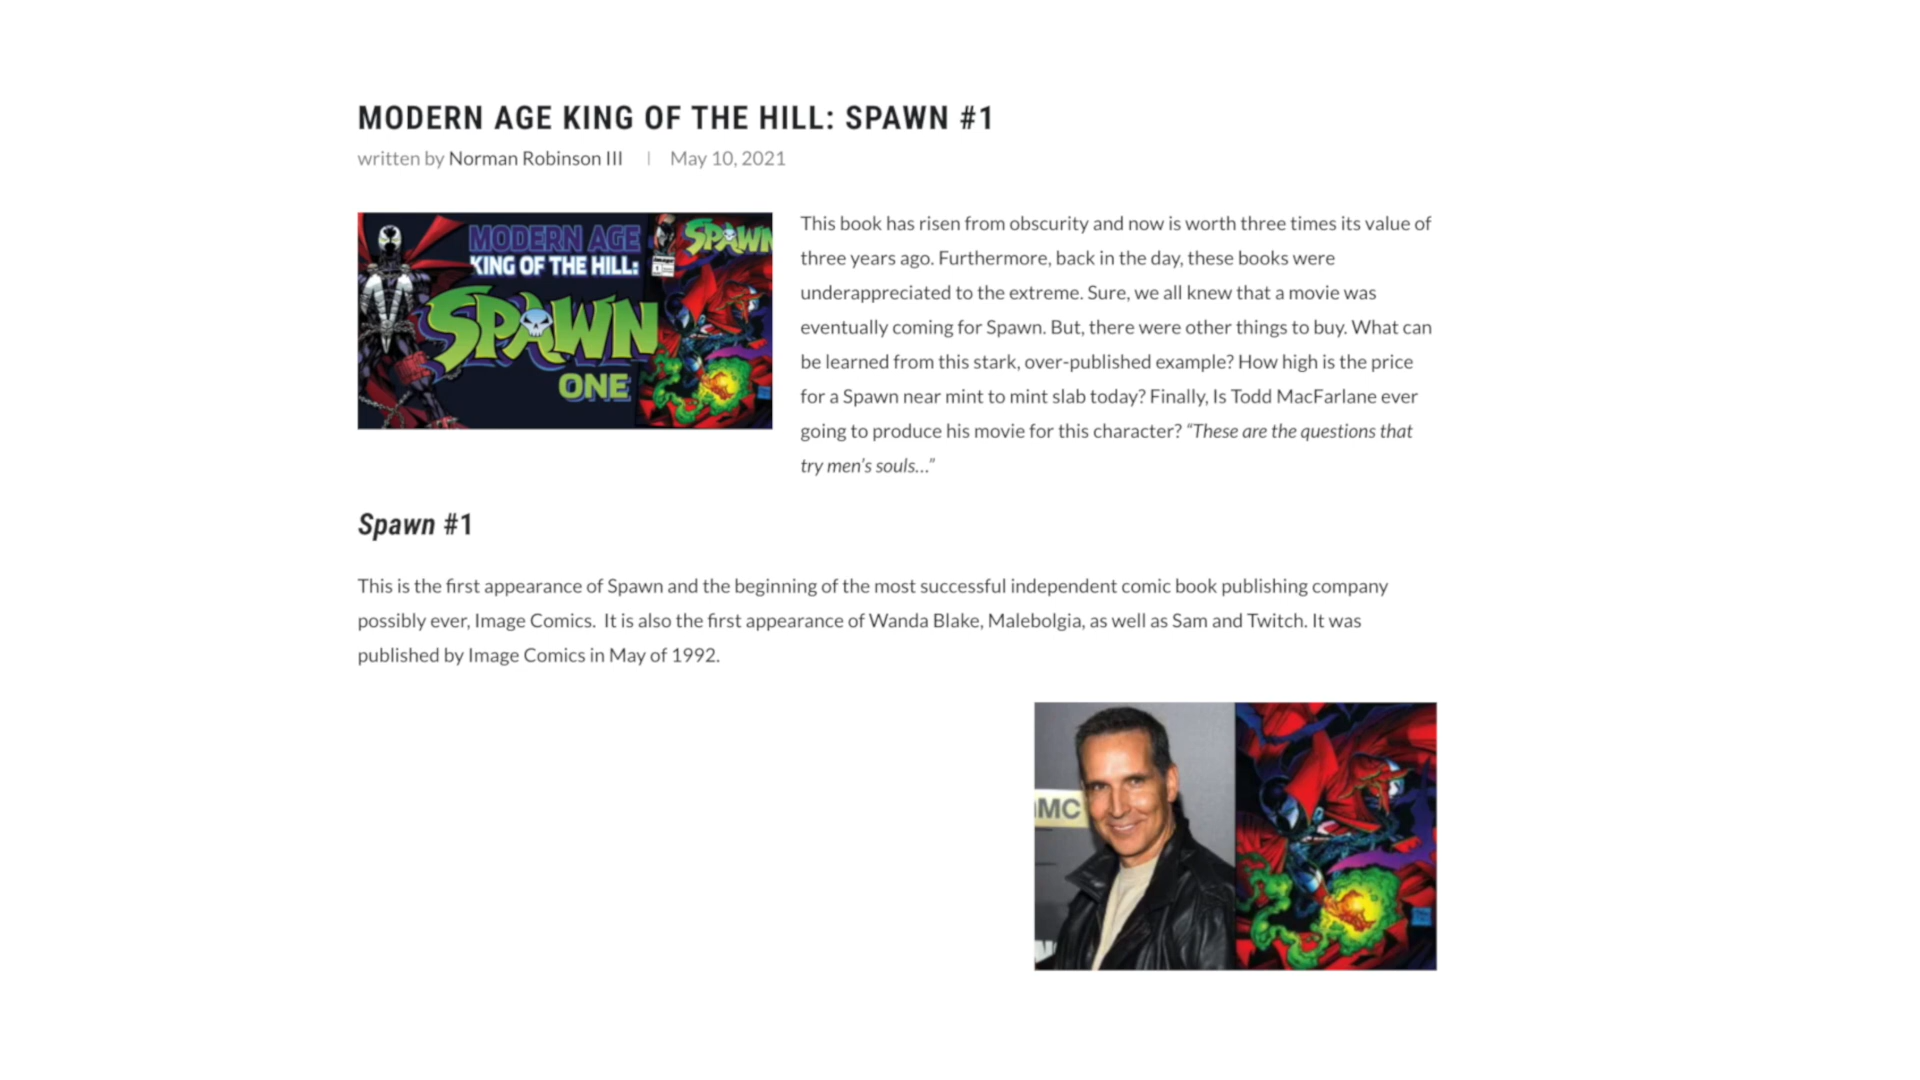 MODERN AGE KING OF THE HILL: SPAWN #1
written by Norman Robinson III | May 10, 2021
MODERN AGE
KING OF THE HILL:
SPAWN
ONE
SPAWN
This book has risen from obscurity and now is worth three times its value of
three years ago. Furthermore, back in the day, these books were
underappreciated to the extreme. Sure, we all knew that a movie was
eventually coming for Spawn. But, there were other things to buy. What can
be learned from this stark, over-published example? How high is the price
for a Spawn near mint to mint slab today? Finally, Is Todd MacFarlane ever
going to produce his movie for this character? “These are the questions that
try men’s souls…”
Spawn #1
This is the first appearance of Spawn and the beginning of the most successful independent comic book publishing company
possibly ever, Image Comics.  It is also the first appearance of Wanda Blake, Malebolgia, as well as Sam and Twitch. It was
published by Image Comics in May of 1992.
MC